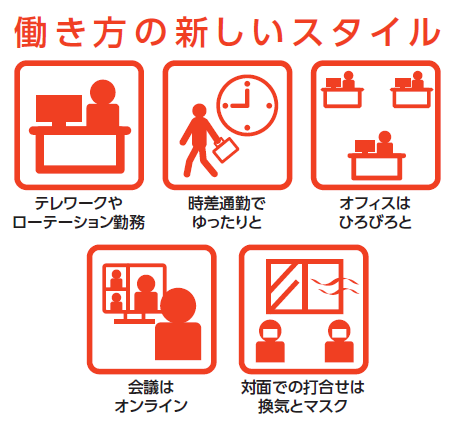 働き方の新しいスタイル
テレワークや
ローテーション勤務
時差通勤で
ゆったりと
オフィスは
ひろびろと
会議は
オンライン
対面での打合せは
換気とマスク